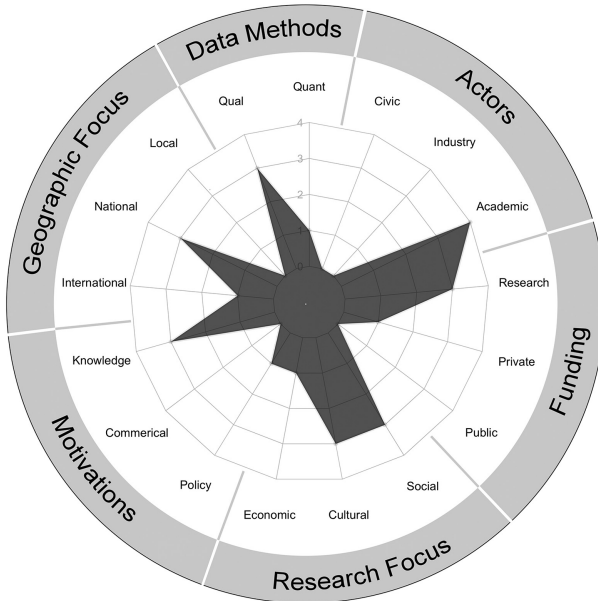 Data Methods
Actors
Funding
Research Focus
Motivations
Geographic Focus
Quant
Civic
Industry
Academic
Research
Private
Public
Social
Cultural
Economic
Policy
Commerical
Knowledge
International
National
Local
Qual
4
3
2
1
0